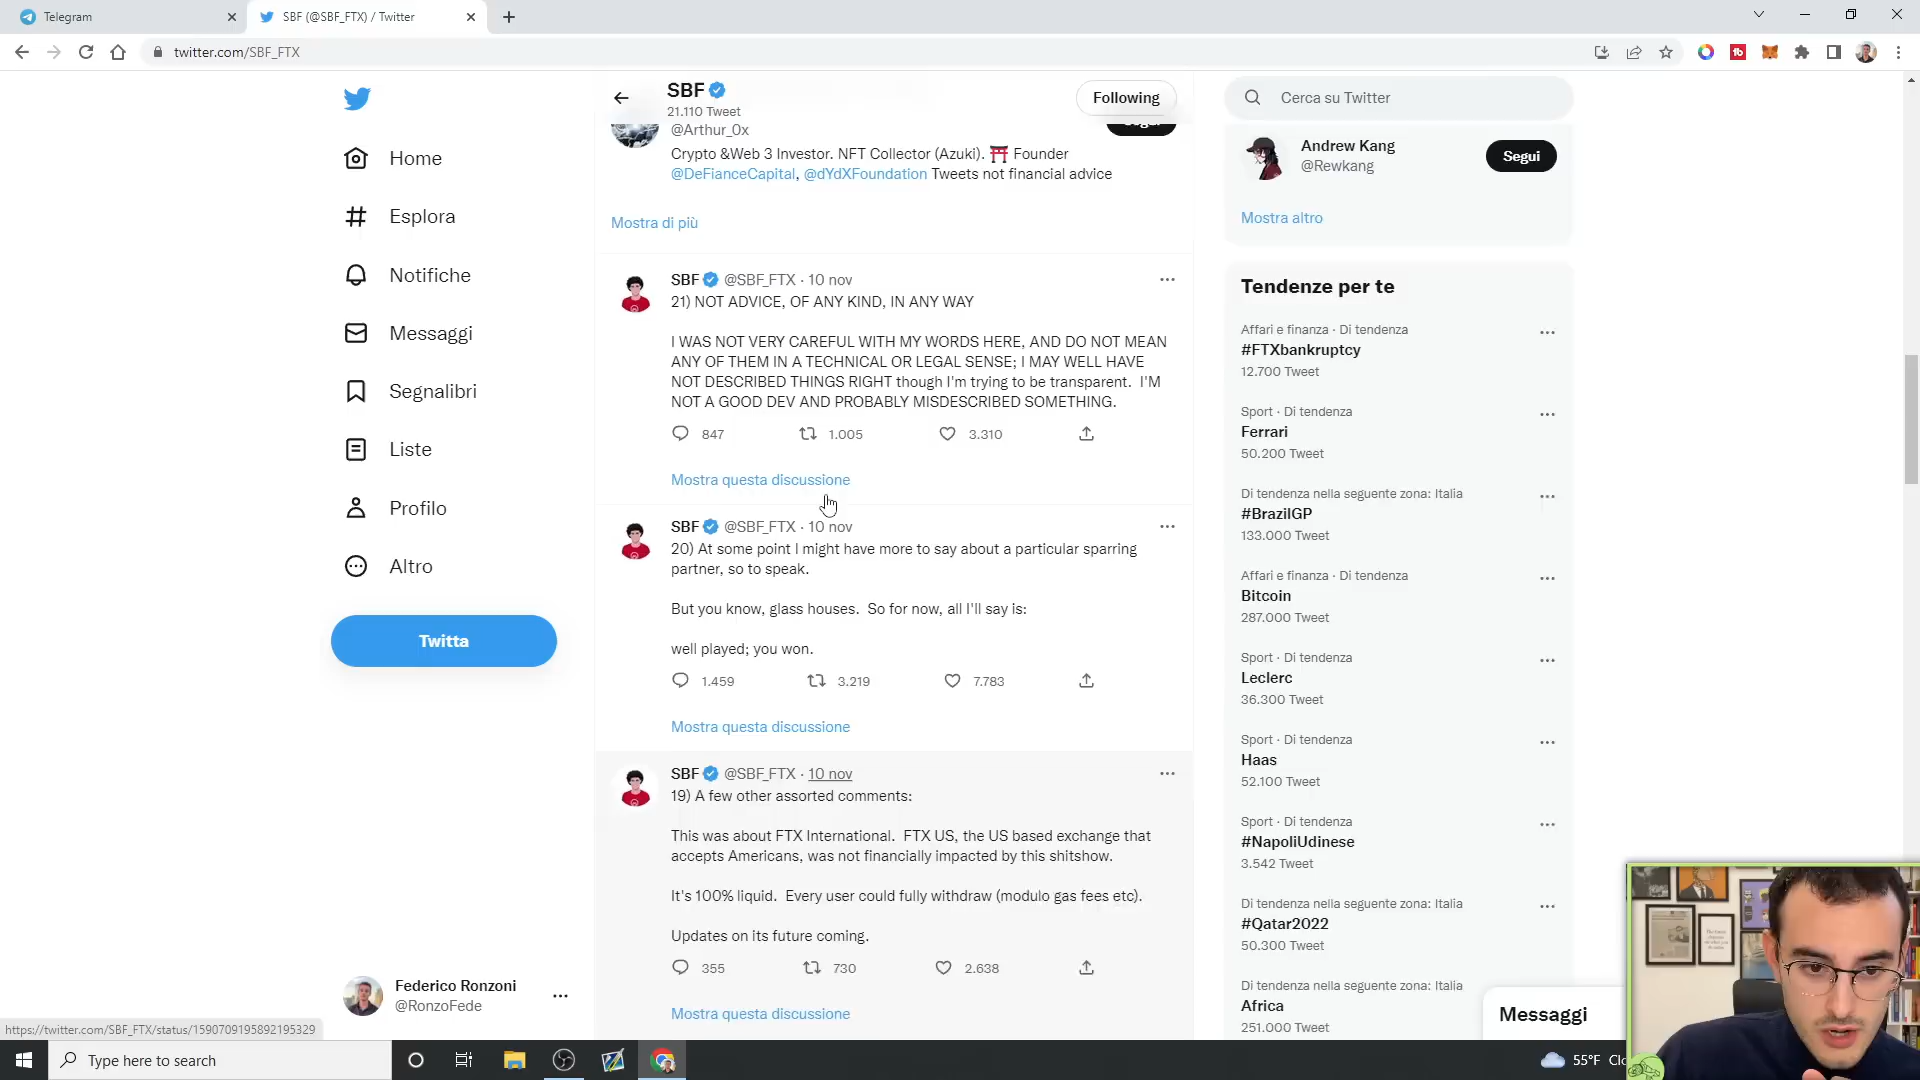 Telegram
SBF (@SBF_FTX) / Twitter
twitter.com/SBF_FTX
SBF
21.110 Tweet
Following
Cerca su Twitter
Home
Esplora
Notifiche
Messaggi
Segnalibri
Liste
Profilo
Altro
Twitta
Federico Ronzoni
@RonzoFede
@Arthur_0x
Crypto &Web 3 Investor. NFT Collector (Azuki). ⛩️ Founder
@DeFianceCapital, @dYdXFoundation Tweets not financial advice
Mostra di più
SBF @SBF_FTX · 10 nov
21) NOT ADVICE, OF ANY KIND, IN ANY WAY
I WAS NOT VERY CAREFUL WITH MY WORDS HERE, AND DO NOT MEAN
ANY OF THEM IN A TECHNICAL OR LEGAL SENSE; I MAY WELL HAVE
NOT DESCRIBED THINGS RIGHT though I'm trying to be transparent. I'M
NOT A GOOD DEV AND PROBABLY MISDESCRIBED SOMETHING.
847 1.005 3.310
Mostra questa discussione
SBF @SBF_FTX · 10 nov
20) At some point I might have more to say about a particular sparring
partner, so to speak.
But you know, glass houses. So for now, all I'll say is:
well played; you won.
1.459 3.219 7.783
Mostra questa discussione
SBF @SBF_FTX · 10 nov
19) A few other assorted comments:
This was about FTX International. FTX US, the US based exchange that
accepts Americans, was not financially impacted by this shitshow.
It's 100% liquid. Every user could fully withdraw (modulo gas fees etc).
Updates on its future coming.
355 730 2.638
Mostra questa discussione
Andrew Kang
@Rewkang
Segui
Mostra altro
Tendenze per te
Affari e finanza · Di tendenza
#FTXbankruptcy
12.700 Tweet
Sport · Di tendenza
Ferrari
50.200 Tweet
Di tendenza nella seguente zona: Italia
#BrazilGP
133.000 Tweet
Affari e finanza · Di tendenza
Bitcoin
287.000 Tweet
Sport · Di tendenza
Leclerc
36.300 Tweet
Sport · Di tendenza
Haas
52.100 Tweet
Sport · Di tendenza
#NapoliUdinese
3.542 Tweet
Di tendenza nella seguente zona: Italia
#Qatar2022
50.300 Tweet
Di tendenza nella seguente zona: Italia
Africa
251.000 Tweet
Messaggi
https://twitter.com/SBF_FTX/status/1590709195892195329
Type here to search
55°F